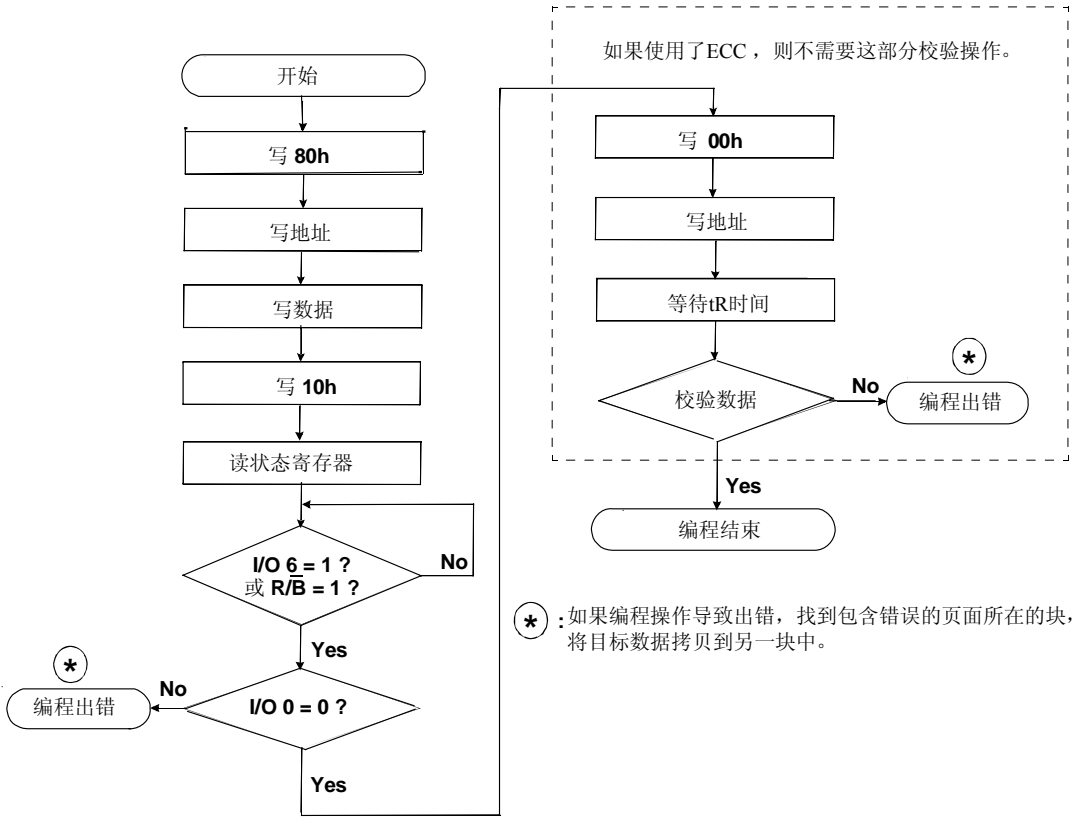 开始
写 80h
写地址
写数据
写 10h
读状态寄存器
I/O 6 = 1 ?
或 R/B̅ = 1 ?
No
Yes
*
No
编程出错
I/O 0 = 0 ?
Yes
如果使用了ECC ，则不需要这部分校验操作。
写 00h
写地址
等待tR时间
校验数据
No
*
编程出错
Yes
编程结束
* : 如果编程操作导致出错，找到包含错误的页面所在的块，
将目标数据拷贝到另一块中。